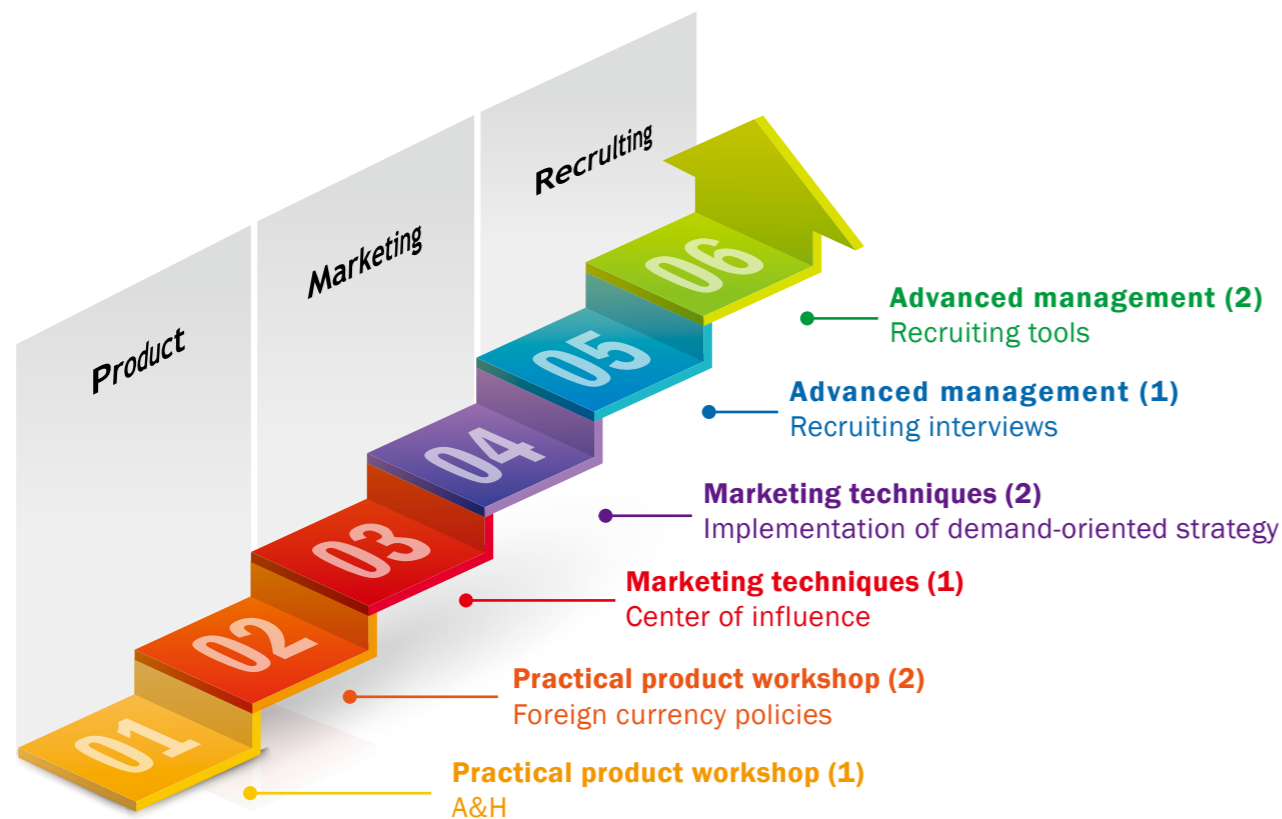 Product
Marketing
Recrulting
06
Advanced management (2)
Recruiting tools
05
Advanced management (1)
Recruiting interviews
04
Marketing techniques (2)
Implementation of demand-oriented strategy
03
Marketing techniques (1)
Center of influence
02
Practical product workshop (2)
Foreign currency policies
01
Practical product workshop (1)
A&H